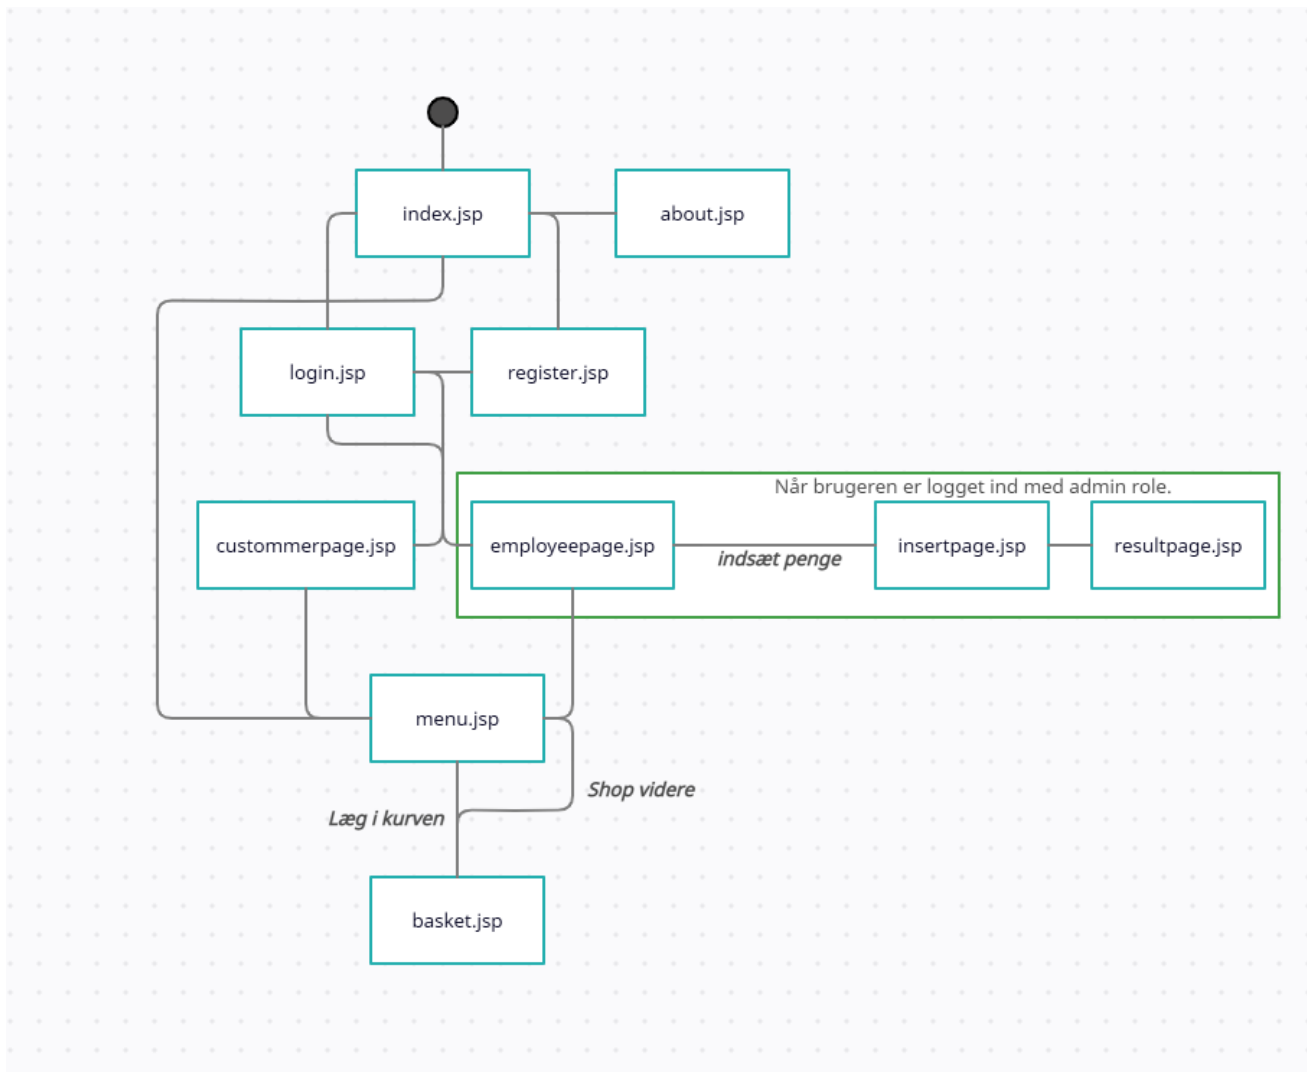 index.jsp
about.jsp
login.jsp
register.jsp
Når brugeren er logget ind med admin role.
custommerpage.jsp
employeepage.jsp
indsæt penge
insertpage.jsp
resultpage.jsp
menu.jsp
Shop videre
Læg i kurven
basket.jsp